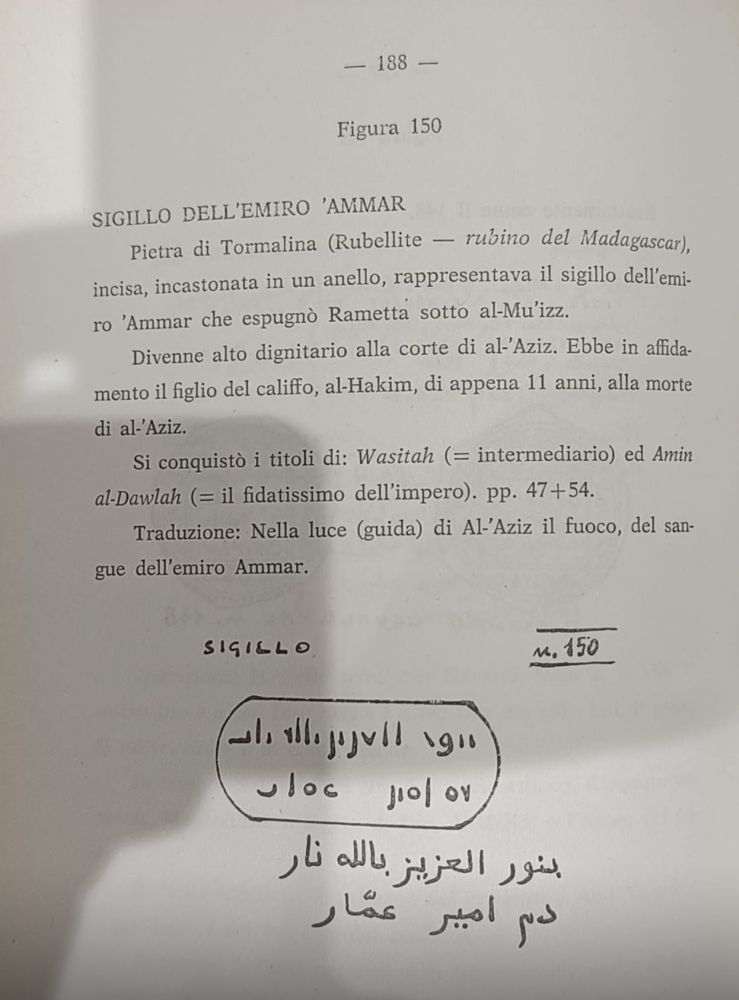 — 188 —
Figura 150
SIGILLO DELL'EMIRO 'AMMAR
Pietra di Tormalina (Rubellite — rubino del Madagascar),
incisa, incastonata in un anello, rappresentava il sigillo dell'emi-
ro 'Ammar che espugnò Rametta sotto al-Mu'izz.
Divenne alto dignitario alla corte di al-'Aziz. Ebbe in affida-
mento il figlio del califfo, al-Hakim, di appena 11 anni, alla morte
di al-'Aziz.
Si conquistò i titoli di: Wasitah (= intermediario) ed Amin
al-Dawlah (= il fidatissimo dell'impero). pp. 47+54.
Traduzione: Nella luce (guida) di Al-'Aziz il fuoco, del san-
gue dell'emiro Ammar.
SIGILLO
n. 150
بنور العزيز بالله نار
دم امير عمّار